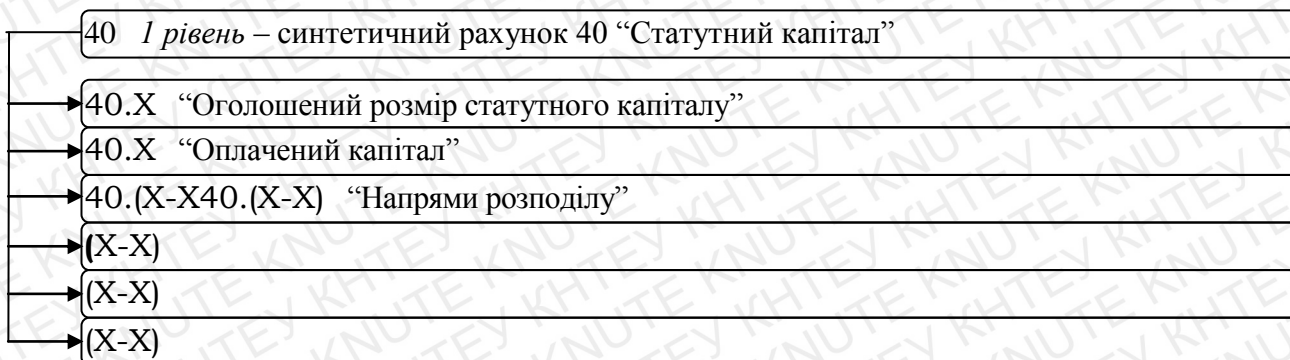 40 1 рівень – синтетичний рахунок 40 “Статутний капітал”
40.X “Оголошений розмір статутного капіталу”
40.X “Оплачений капітал”
40.(X-X40.(X-X) “Напрями розподілу”
(X-X)
(X-X)
(X-X)